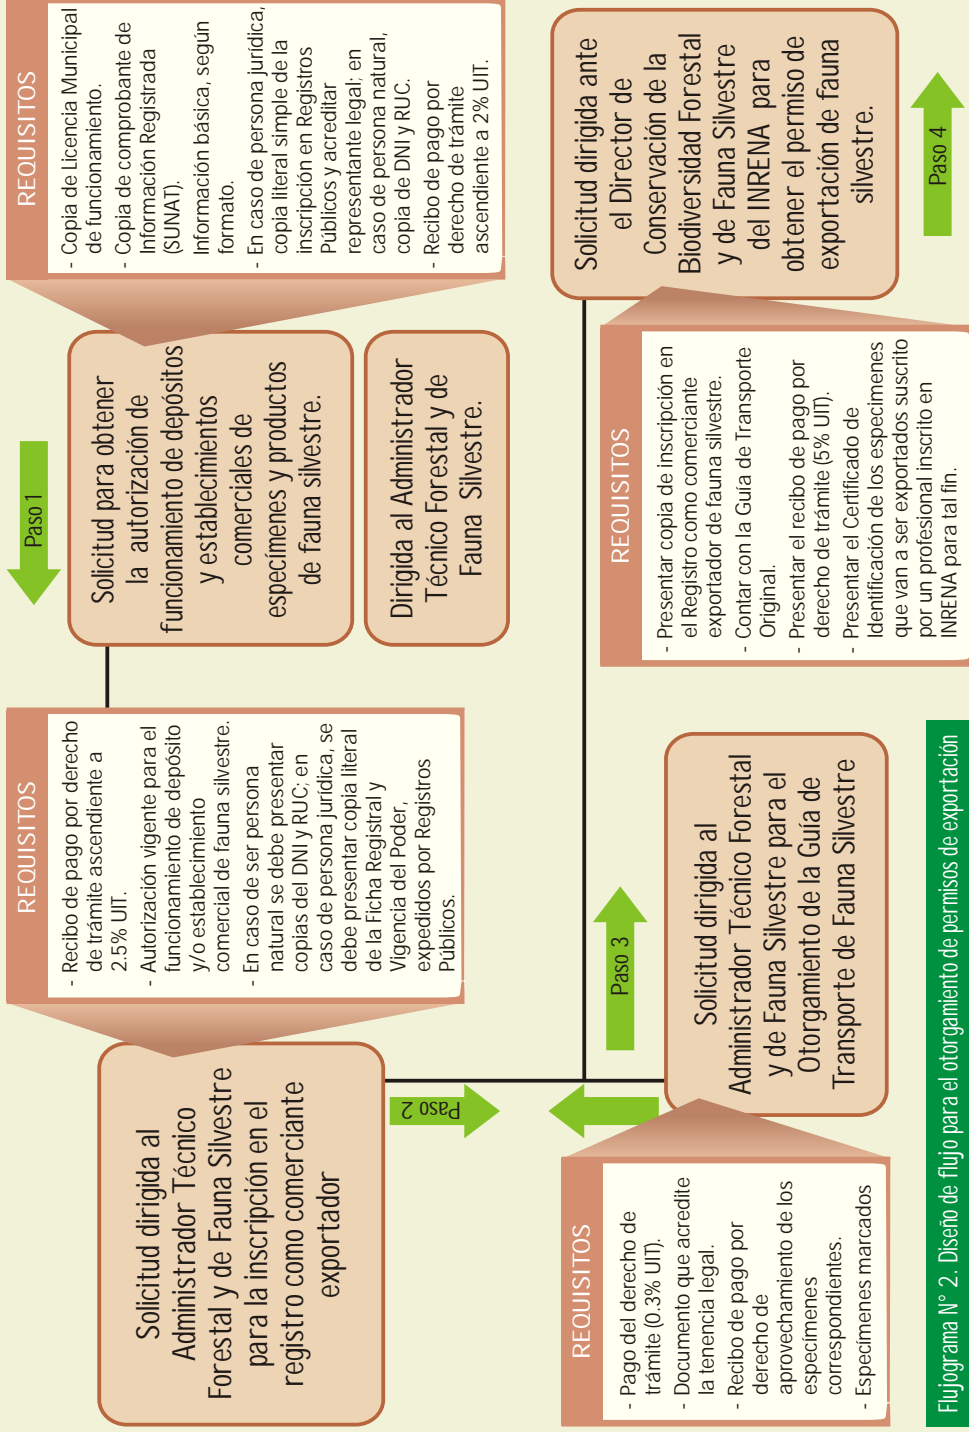 Paso 1
Solicitud para obtener
la autorización de
funcionamiento de depósitos
y establecimientos
comerciales de
especímenes y productos
de fauna silvestre.
Dirigida al Administrador
Técnico Forestal y de
Fauna Silvestre.
REQUISITOS
- Copia de Licencia Municipal
de funcionamiento.
- Copia de comprobante de
Información Registrada
(SUNAT).
Información básica, según
formato.
- En caso de persona jurídica,
copia literal simple de la
inscripción en Registros
Públicos y acreditar
representante legal; en
caso de persona natural,
copia de DNI y RUC.
- Recibo de pago por
derecho de trámite
ascendiente a 2% UIT.
Solicitud dirigida al
Administrador Técnico
Forestal y de Fauna Silvestre
para la inscripción en el
registro como comerciante
exportador
REQUISITOS
- Recibo de pago por derecho
de trámite ascendiente a
2.5% UIT.
- Autorización vigente para el
funcionamiento de depósito
y/o establecimiento
comercial de fauna silvestre.
- En caso de ser persona
natural se debe presentar
copias del DNI y RUC; en
caso de persona jurídica, se
debe presentar copia literal
de la Ficha Registral y
Vigencia del Poder,
expedidos por Registros
Públicos.
Paso 2
REQUISITOS
- Pago del derecho de
trámite (0.3% UIT).
- Documento que acredite
la tenencia legal.
- Recibo de pago por
derecho de
aprovechamiento de los
especímenes
correspondientes.
- Especímenes marcados
Paso 3
Solicitud dirigida al
Administrador Técnico Forestal
y de Fauna Silvestre para el
Otorgamiento de la Guía de
Transporte de Fauna Silvestre
REQUISITOS
- Presentar copia de inscripción en
el Registro como comerciante
exportador de fauna silvestre.
- Contar con la Guía de Transporte
Original.
- Presentar el recibo de pago por
derecho de trámite (5% UIT).
- Presentar el Certificado de
Identificación de los especimenes
que van a ser exportados suscrito
por un profesional inscrito en
INRENA para tal fin.
Solicitud dirigida ante
el Director de
Conservación de la
Biodiversidad Forestal
y de Fauna Silvestre
del INRENA para
obtener el permiso de
exportación de fauna
silvestre.
Paso 4
Flujograma N° 2. Diseño de flujo para el otorgamiento de permisos de exportación